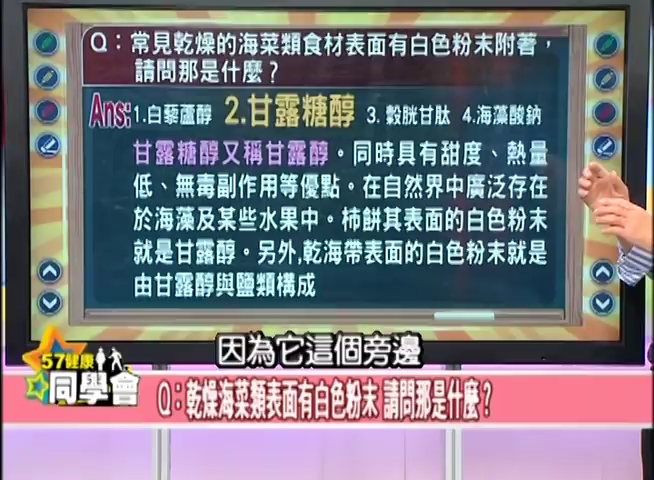 Q：常見乾燥的海菜類食材表面有白色粉末附著，
請問那是什麼？
Ans:1.白藜蘆醇 2.甘露糖醇 3.穀胱甘肽 4.海藻酸鈉
甘露糖醇又稱甘露醇。同時具有甜度、熱量
低、無毒副作用等優點。在自然界中廣泛存在
於海藻及某些水果中。柿餅其表面的白色粉末
就是甘露醇。另外,乾海帶表面的白色粉末就是
由甘露醇與鹽類構成
因為它這個旁邊
57健康
同學會
Q：乾燥海菜類表面有白色粉末 請問那是什麼？